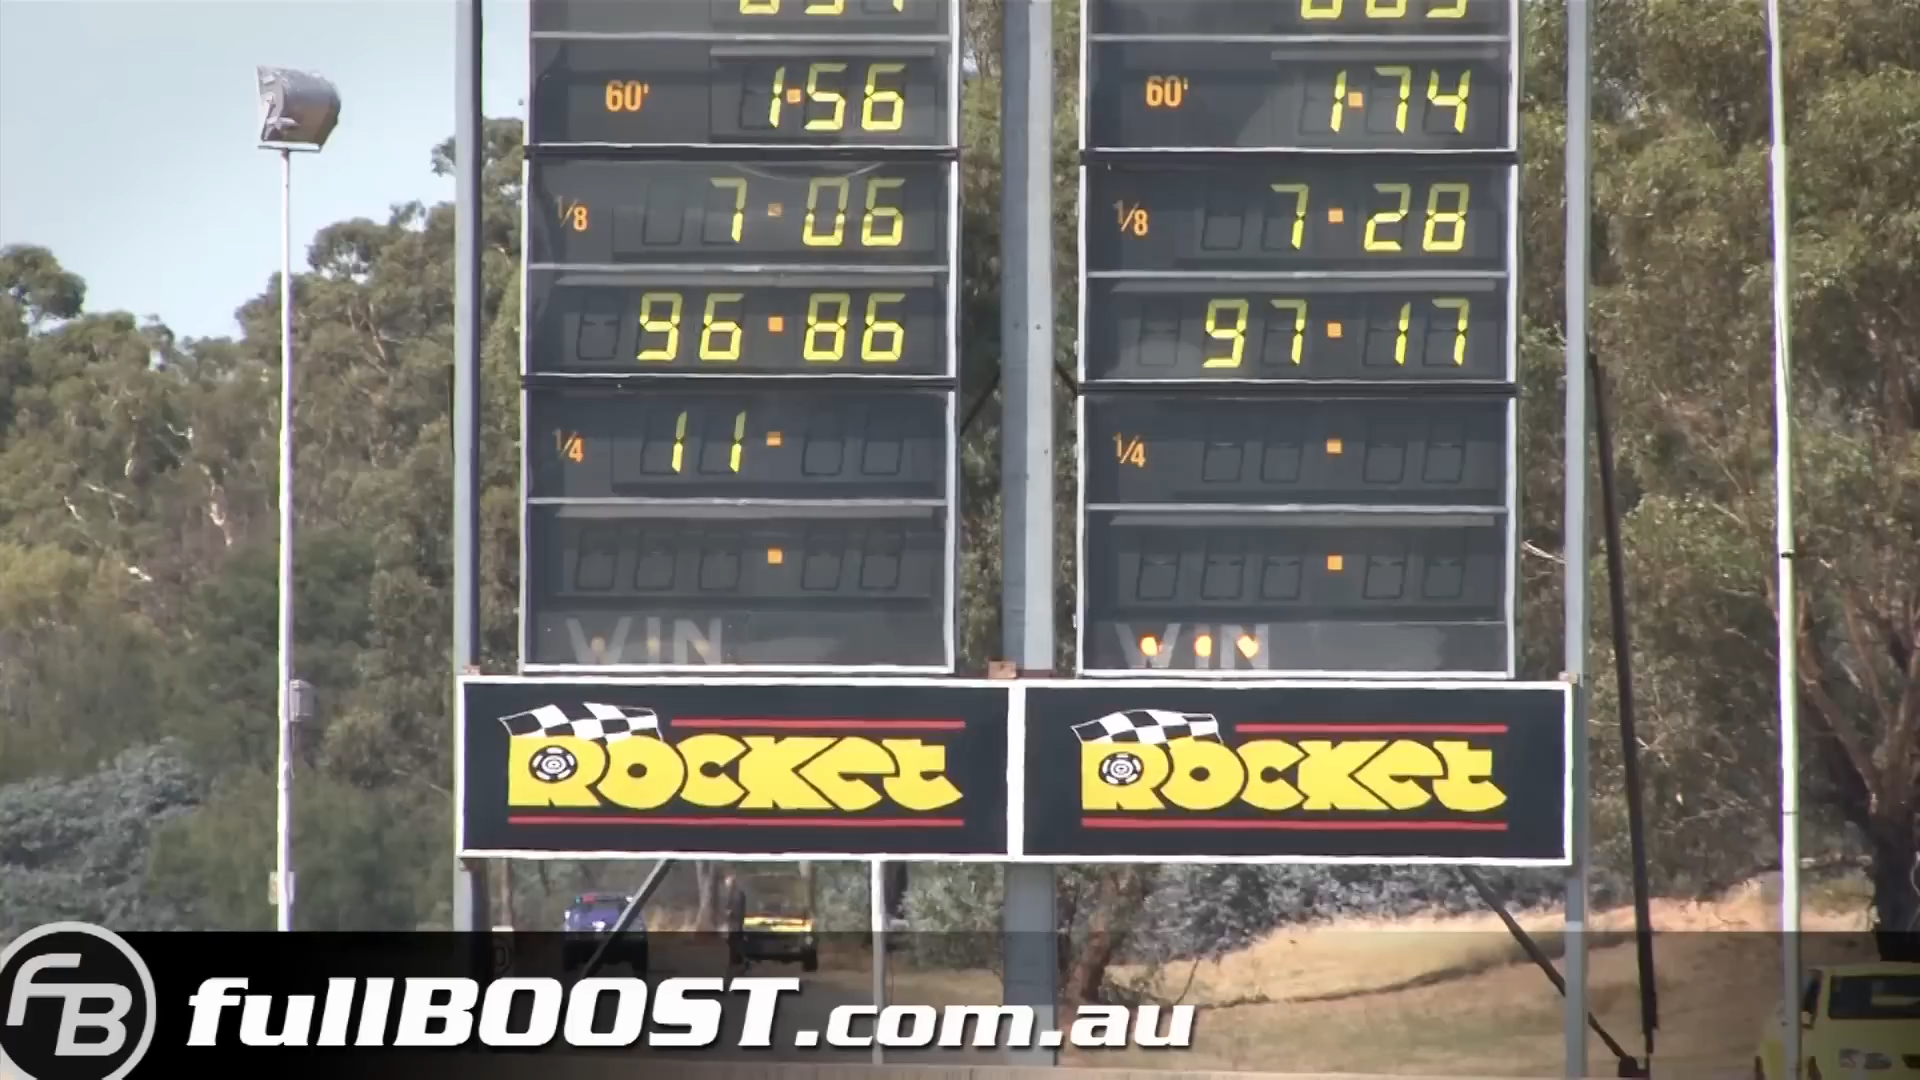 60' 1.56
1/8 7.06
96.86
1/4 11.
WIN
60' 1.74
1/8 7.28
97.17
1/4 .
WIN
ROCKET
ROCKET
FB
fullBOOST.com.au